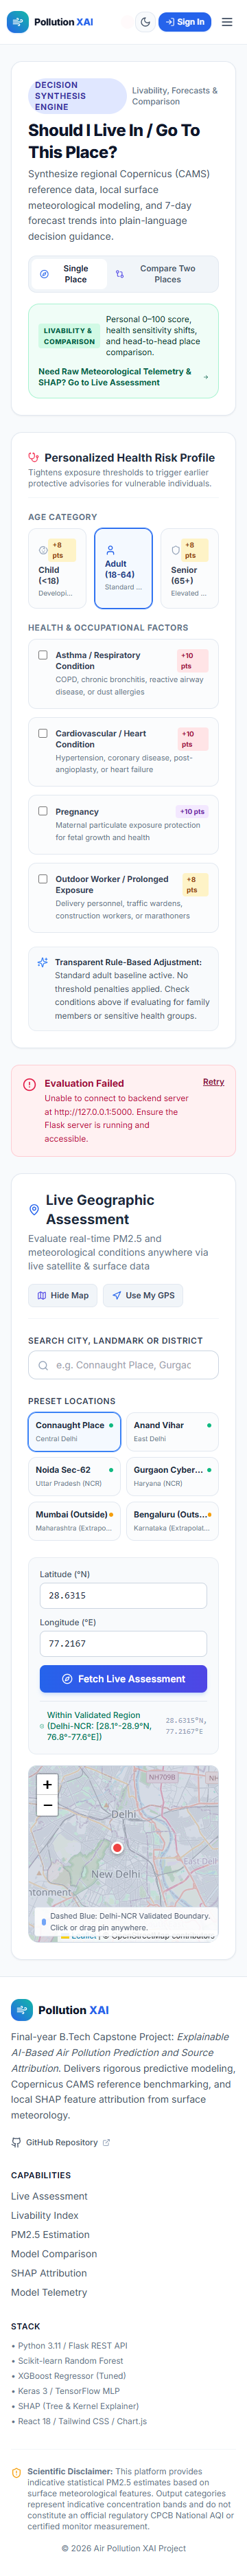 Pollution XAI
Sign In
DECISION
SYNTHESIS
ENGINE
Livability, Forecasts &
Comparison
Should I Live In / Go To
This Place?
Synthesize regional Copernicus (CAMS)
reference data, local surface
meteorological modeling, and 7-day
forecast trends into plain-language
decision guidance.
Single
Place
Compare Two
Places
LIVABILITY &
COMPARISON
Personal 0–100 score,
health sensitivity shifts,
and head-to-head place
comparison.
Need Raw Meteorological Telemetry &
SHAP? Go to Live Assessment →
Personalized Health Risk Profile
Tightens exposure thresholds to trigger earlier
protective advisories for vulnerable individuals.
AGE CATEGORY
+8
pts
Child
(<18)
Developi...
Adult
(18-64)
Standard ...
+8
pts
Senior
(65+)
Elevated ...
HEALTH & OCCUPATIONAL FACTORS
Asthma / Respiratory
Condition
+10
pts
COPD, chronic bronchitis, reactive airway
disease, or dust allergies
Cardiovascular / Heart
Condition
+10
pts
Hypertension, coronary disease, post-
angioplasty, or heart failure
Pregnancy
+10 pts
Maternal particulate exposure protection
for fetal growth and health
Outdoor Worker / Prolonged
Exposure
+8
pts
Delivery personnel, traffic wardens,
construction workers, or marathoners
Transparent Rule-Based Adjustment:
Standard adult baseline active. No
threshold penalties applied. Check
conditions above if evaluating for family
members or sensitive health groups.
Evaluation Failed
Retry
Unable to connect to backend server
at http://127.0.0.1:5000. Ensure the
Flask server is running and
accessible.
Live Geographic
Assessment
Evaluate real-time PM2.5 and
meteorological conditions anywhere via
live satellite & surface data
Hide Map
Use My GPS
SEARCH CITY, LANDMARK OR DISTRICT
e.g. Connaught Place, Gurgac
PRESET LOCATIONS
Connaught Place
Central Delhi
Anand Vihar
East Delhi
Noida Sec-62
Uttar Pradesh (NCR)
Gurgaon Cyber...
Haryana (NCR)
Mumbai (Outside)
Maharashtra (Extrapo...
Bengaluru (Outs...
Karnataka (Extrapolat...
Latitude (°N)
28.6315
Longitude (°E)
77.2167
Fetch Live Assessment
Within Validated Region
(Delhi-NCR: [28.1°-28.9°N,
76.8°-77.6°E])
28.6315°N,
77.2167°E
+
−
NH709B
Delhi
East Delhi
New Delhi
ntonment
Dashed Blue: Delhi-NCR Validated Boundary.
Click or drag pin anywhere.
Leaflet | © OpenStreetMap contributors
Pollution XAI
Final-year B.Tech Capstone Project: Explainable
AI-Based Air Pollution Prediction and Source
Attribution. Delivers rigorous predictive modeling,
Copernicus CAMS reference benchmarking, and
local SHAP feature attribution from surface
meteorology.
GitHub Repository
CAPABILITIES
Live Assessment
Livability Index
PM2.5 Estimation
Model Comparison
SHAP Attribution
Model Telemetry
STACK
• Python 3.11 / Flask REST API
• Scikit-learn Random Forest
• XGBoost Regressor (Tuned)
• Keras 3 / TensorFlow MLP
• SHAP (Tree & Kernel Explainer)
• React 18 / Tailwind CSS / Chart.js
Scientific Disclaimer: This platform provides
indicative statistical PM2.5 estimates based on
surface meteorological features. Output categories
represent indicative concentration bands and do not
constitute an official regulatory CPCB National AQI or
certified monitor measurement.
© 2026 Air Pollution XAI Project